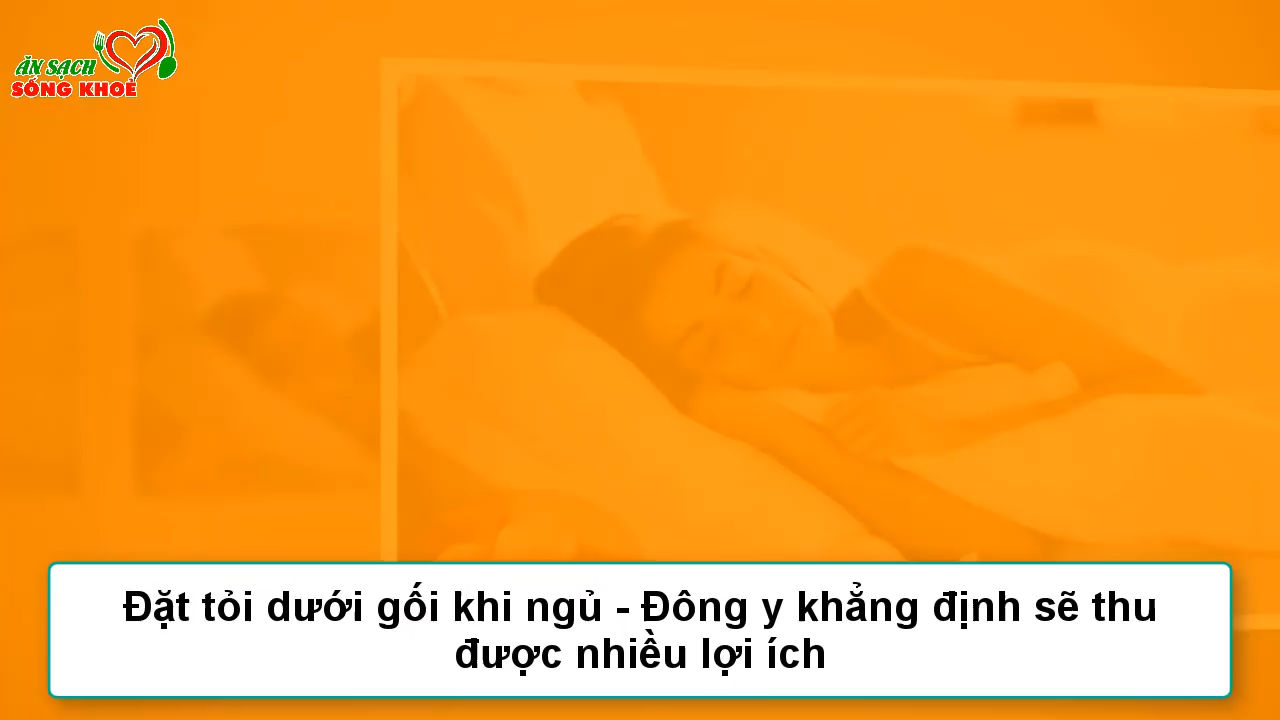 ĂN SẠCH
SỐNG KHOẺ
Đặt tỏi dưới gối khi ngủ - Đông y khẳng định sẽ thu
được nhiều lợi ích